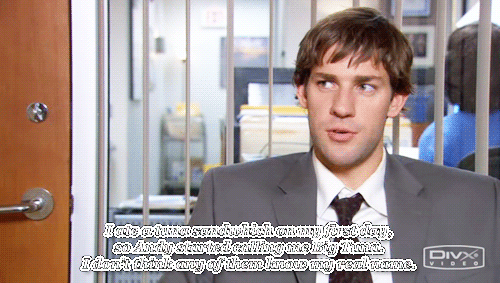 I ate a tuna sandwich on my first day,
so Andy started calling me Big Tuna.
I don't think any of them know my real name.
DivX
VIDEO